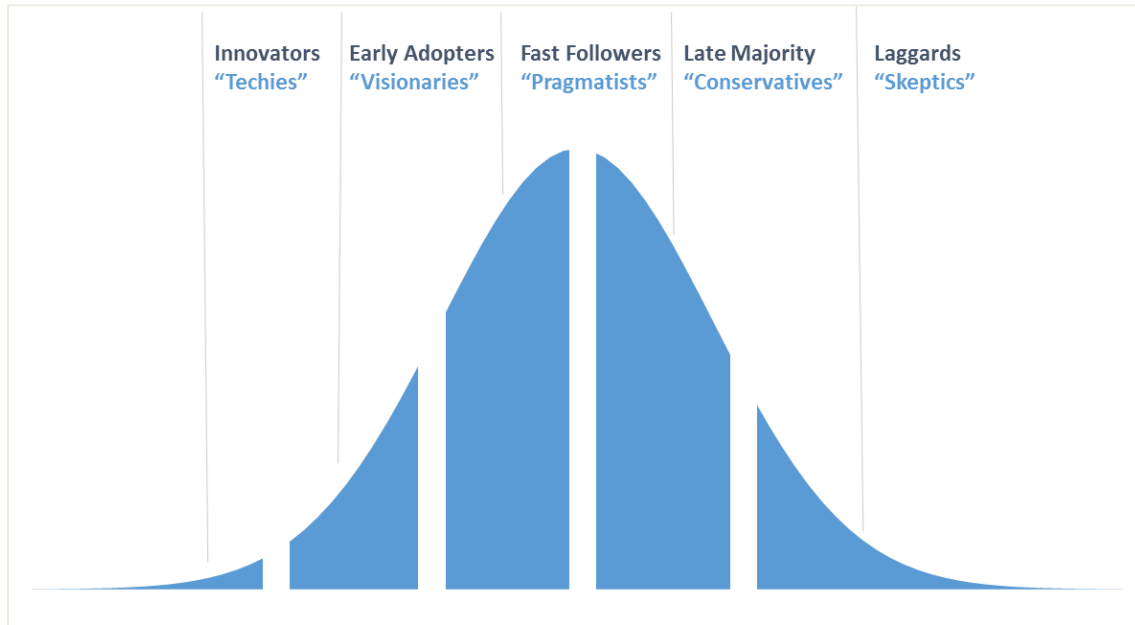 Innovators
“Techies”
Early Adopters
“Visionaries”
Fast Followers
“Pragmatists”
Late Majority
“Conservatives”
Laggards
“Skeptics”